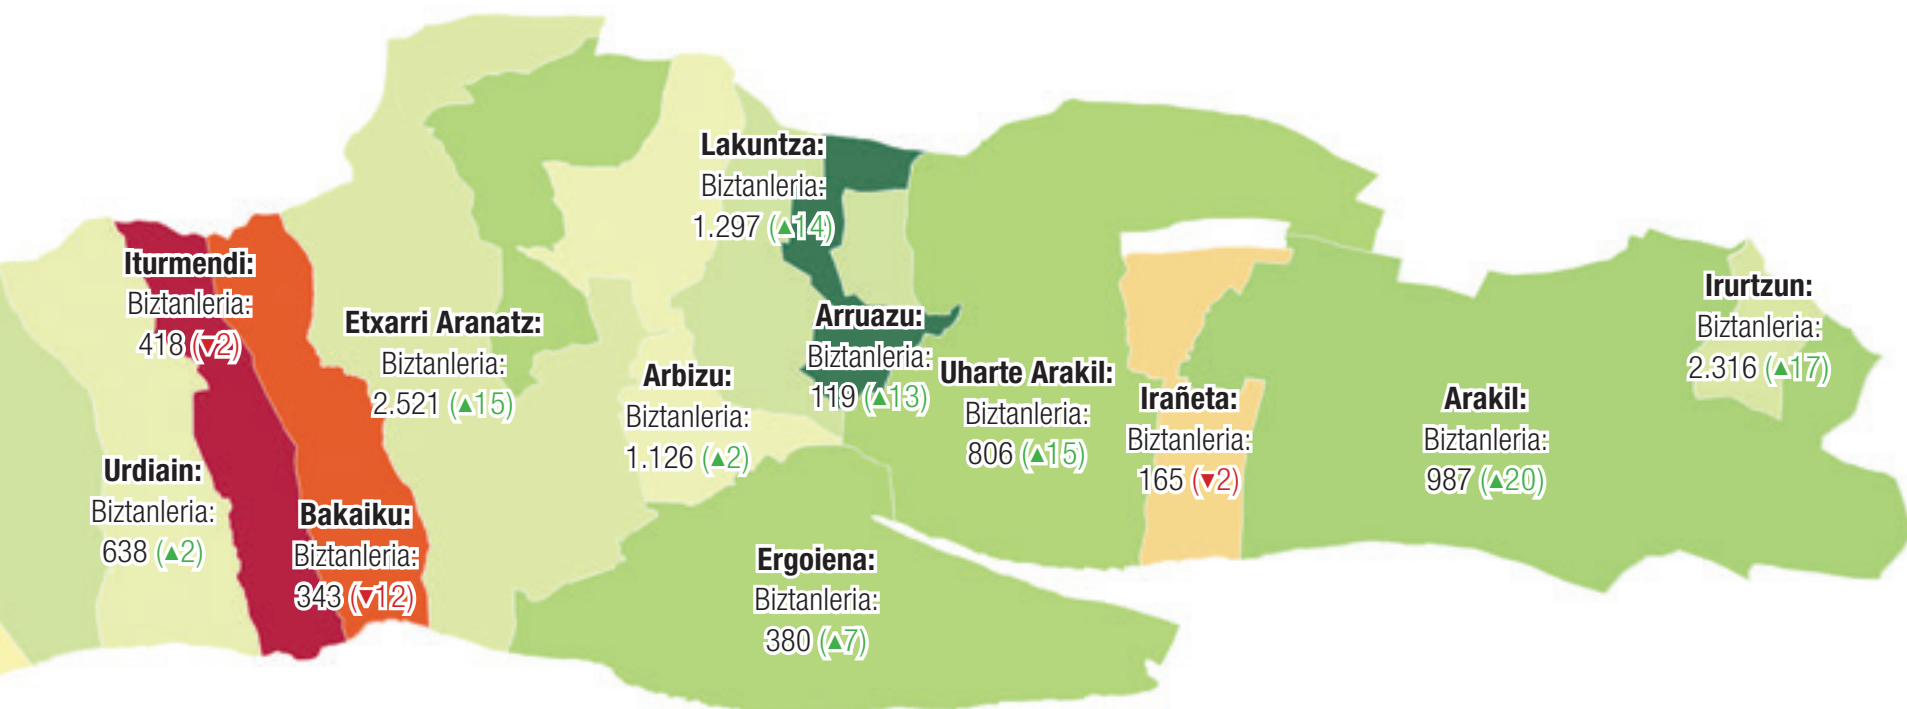 Iturmendi:
Biztanleria:
418 (▼2)
Urdiain:
Biztanleria:
638 (▲2)
Bakaiku:
Biztanleria:
343 (▼12)
Etxarri Aranatz:
Biztanleria:
2.521 (▲15)
Lakuntza:
Biztanleria:
1.297 (▲14)
Arbizu:
Biztanleria:
1.126 (▲2)
Arruazu:
Biztanleria:
119 (▲13)
Ergoiena:
Biztanleria:
380 (▲7)
Uharte Arakil:
Biztanleria:
806 (▲15)
Irañeta:
Biztanleria:
165 (▼2)
Arakil:
Biztanleria:
987 (▲20)
Irurtzun:
Biztanleria:
2.316 (▲17)